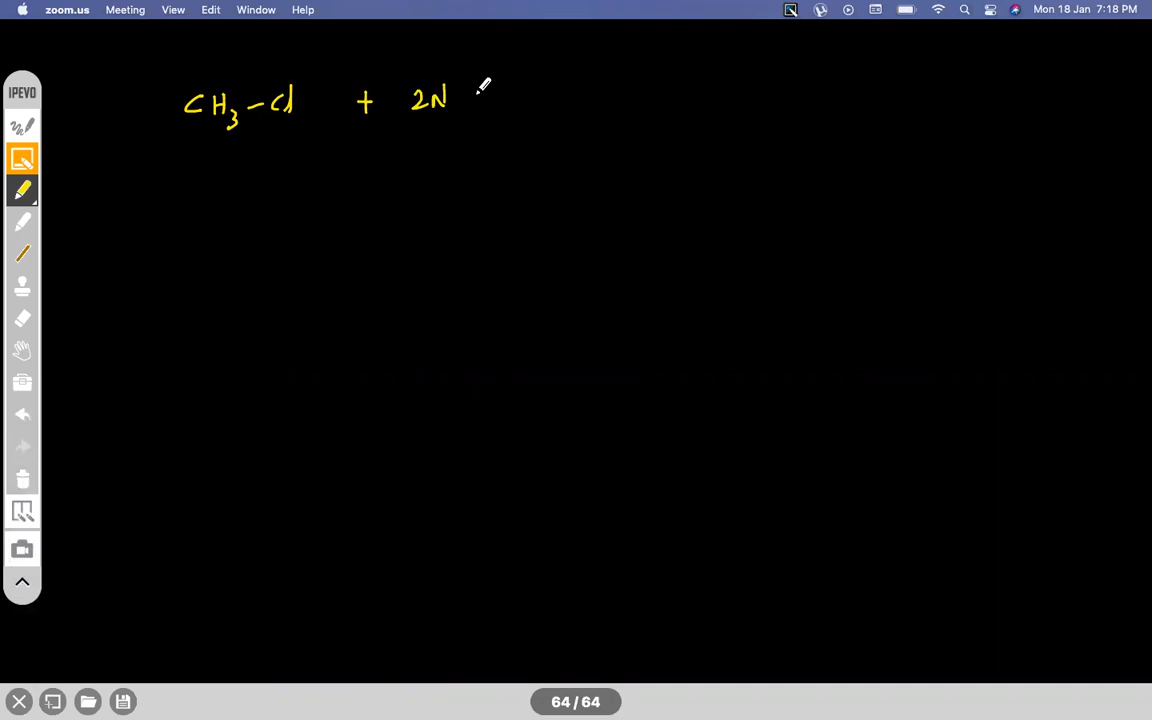 zoom.us Meeting View Edit Window Help Mon 18 Jan 7:18 PM
IPEVO
CH₃-Cl + 2N
64/64